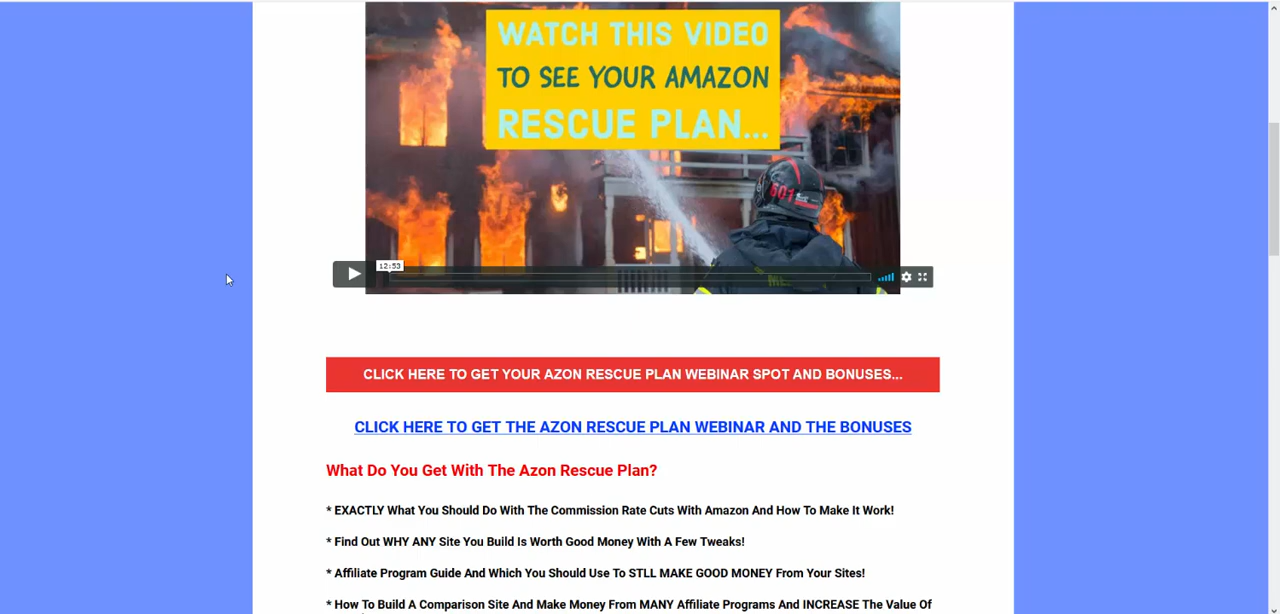 WATCH THIS VIDEO
TO SEE YOUR AMAZON
RESCUE PLAN...
601
12:53
CLICK HERE TO GET YOUR AZON RESCUE PLAN WEBINAR SPOT AND BONUSES...
CLICK HERE TO GET THE AZON RESCUE PLAN WEBINAR AND THE BONUSES
What Do You Get With The Azon Rescue Plan?
* EXACTLY What You Should Do With The Commission Rate Cuts With Amazon And How To Make It Work!
* Find Out WHY ANY Site You Build Is Worth Good Money With A Few Tweaks!
* Affiliate Program Guide And Which You Should Use To STLL MAKE GOOD MONEY From Your Sites!
* How To Build A Comparison Site And Make Money From MANY Affiliate Programs And INCREASE The Value Of